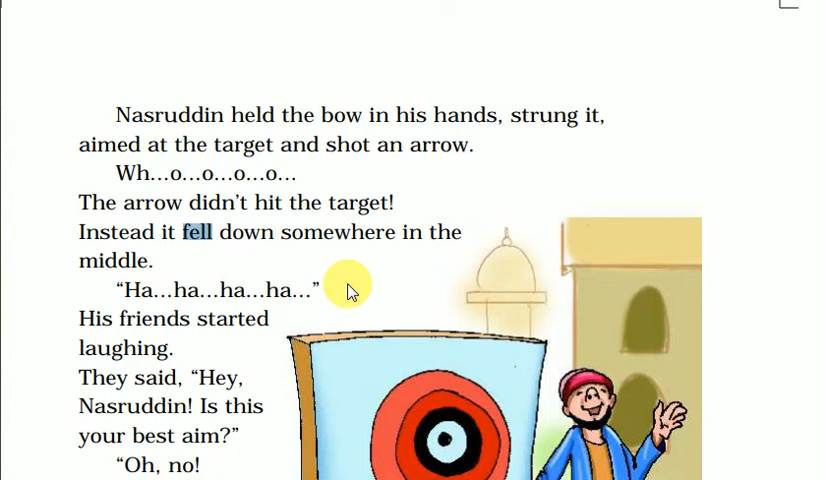 Nasruddin held the bow in his hands, strung it,
aimed at the target and shot an arrow.
Wh...o...o...o...o...
The arrow didn’t hit the target!
Instead it fell down somewhere in the
middle.
“Ha...ha...ha...ha...”
His friends started
laughing.
They said, “Hey,
Nasruddin! Is this
your best aim?”
“Oh, no!